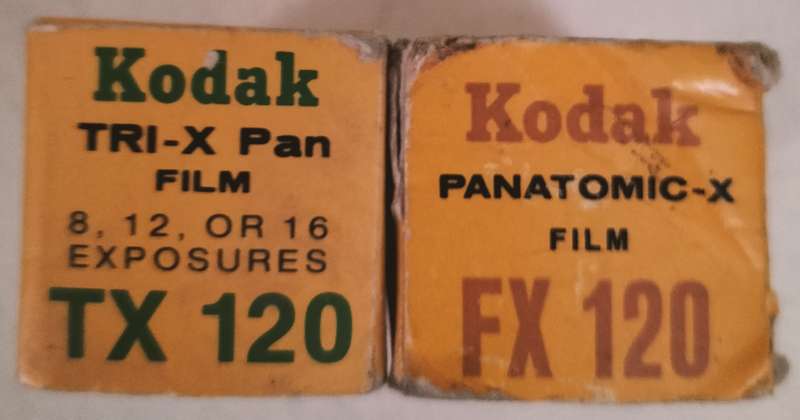 Kodak
TRI-X Pan
FILM
8, 12, OR 16
EXPOSURES
TX 120
Kodak
PANATOMIC-X
FILM
FX 120